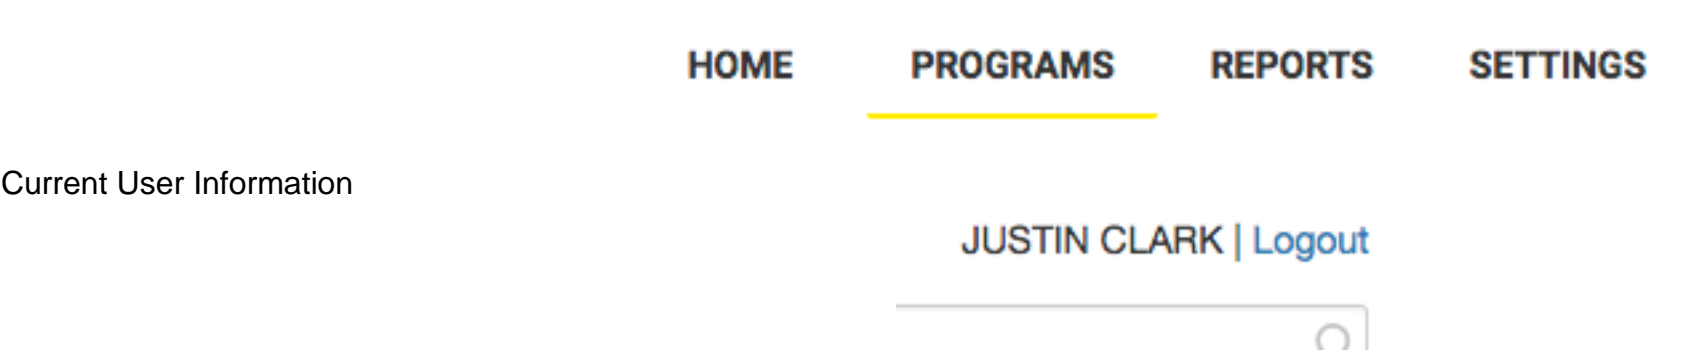 HOME PROGRAMS REPORTS SETTINGS
Current User Information
JUSTIN CLARK | Logout